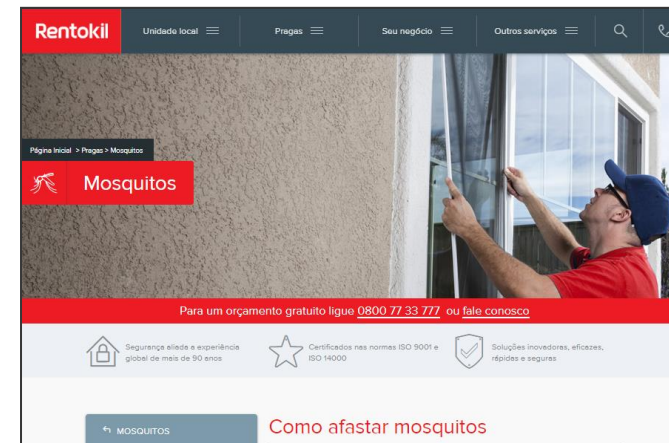 Rentokil
Unidade local
Pragas
Seu negócio
Outros serviços
Página Inicial > Pragas > Mosquitos
Mosquitos
Para um orçamento gratuito ligue 0800 77 33 777 ou fale conosco
Segurança aliada a experiência
global de mais de 90 anos
Certificados nas normas ISO 9001 e
ISO 14000
Soluções inovadoras, eficazes,
rápidas e seguras
MOSQUITOS
Como afastar mosquitos